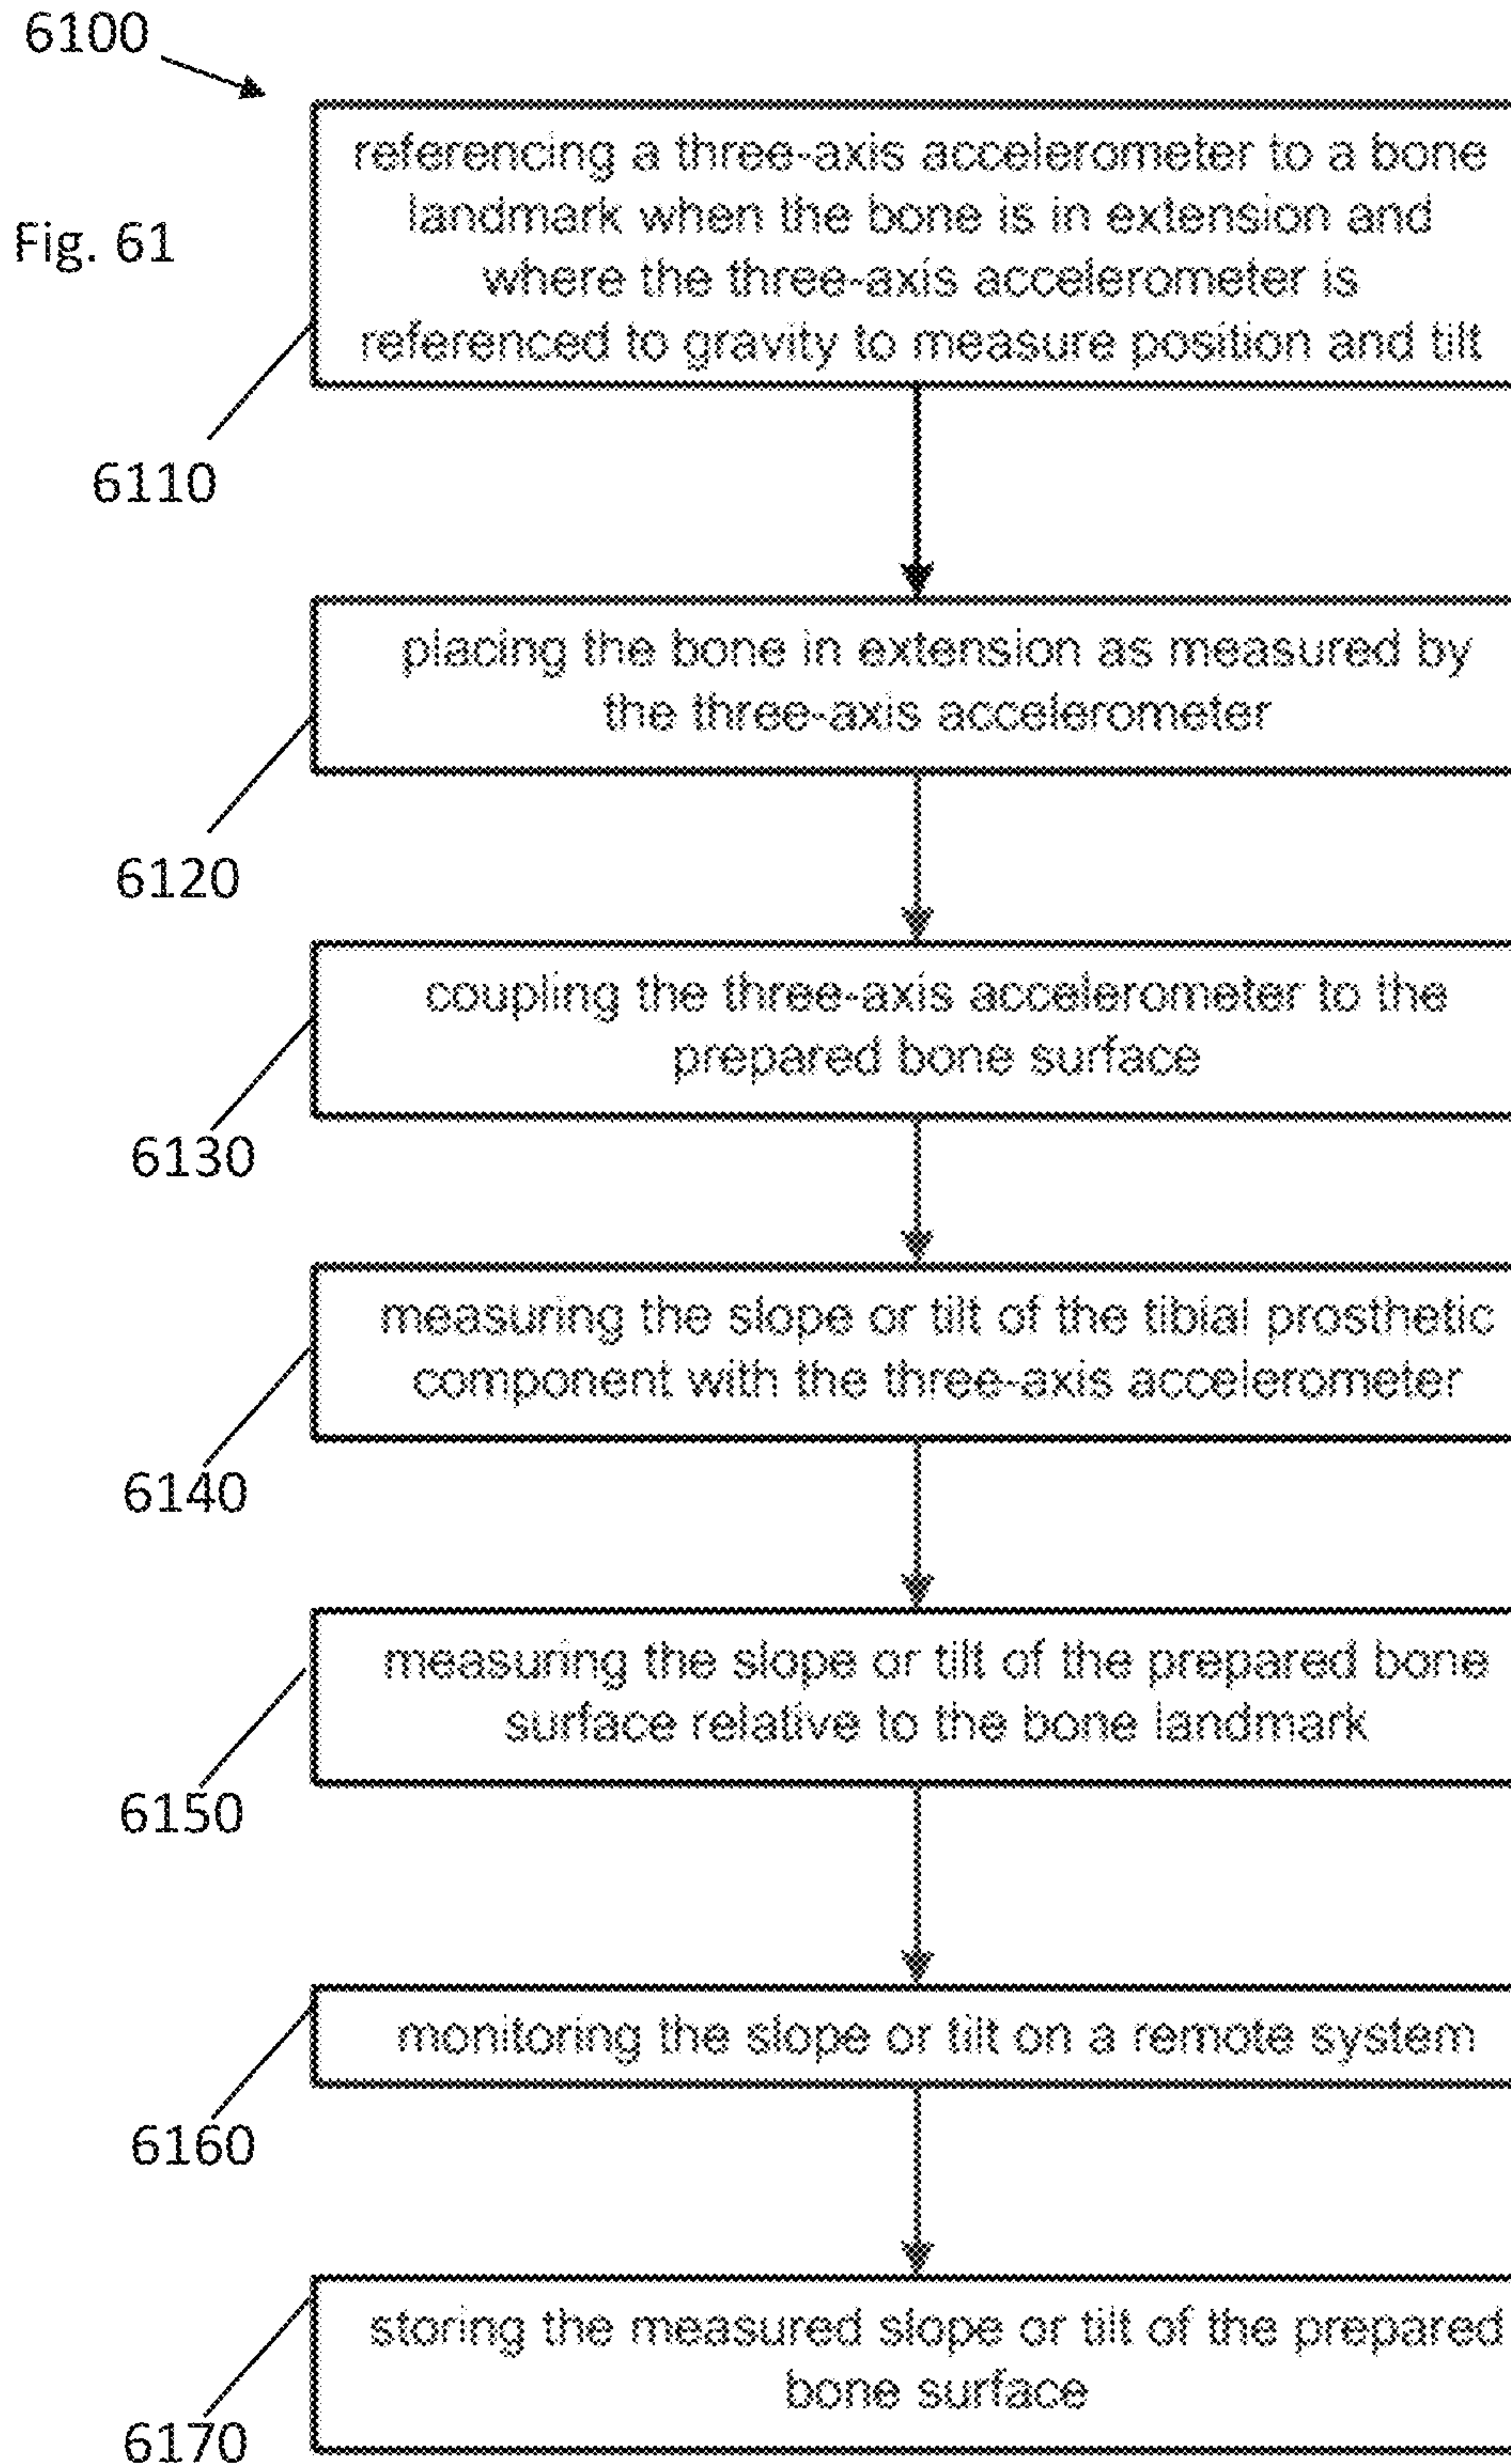 6100
Fig. 61
referencing a three-axis accelerometer to a bone
landmark when the bone is in extension and
where the three-axis accelerometer is
referenced to gravity to measure position and tilt
6110
placing the bone in extension as measured by
the three-axis accelerometer
6120
coupling the three-axis accelerometer to the
prepared bone surface
6130
measuring the slope or tilt of the tibial prosthetic
component with the three-axis accelerometer
6140
measuring the slope or tilt of the prepared bone
surface relative to the bone landmark
6150
monitoring the slope or tilt on a remote system
6160
storing the measured slope or tilt of the prepared
bone surface
6170